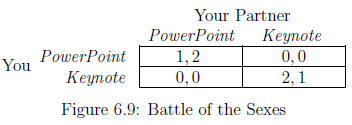 Your Partner
PowerPoint Keynote
You PowerPoint 1, 2 0, 0
Keynote 0, 0 2, 1
Figure 6.9: Battle of the Sexes